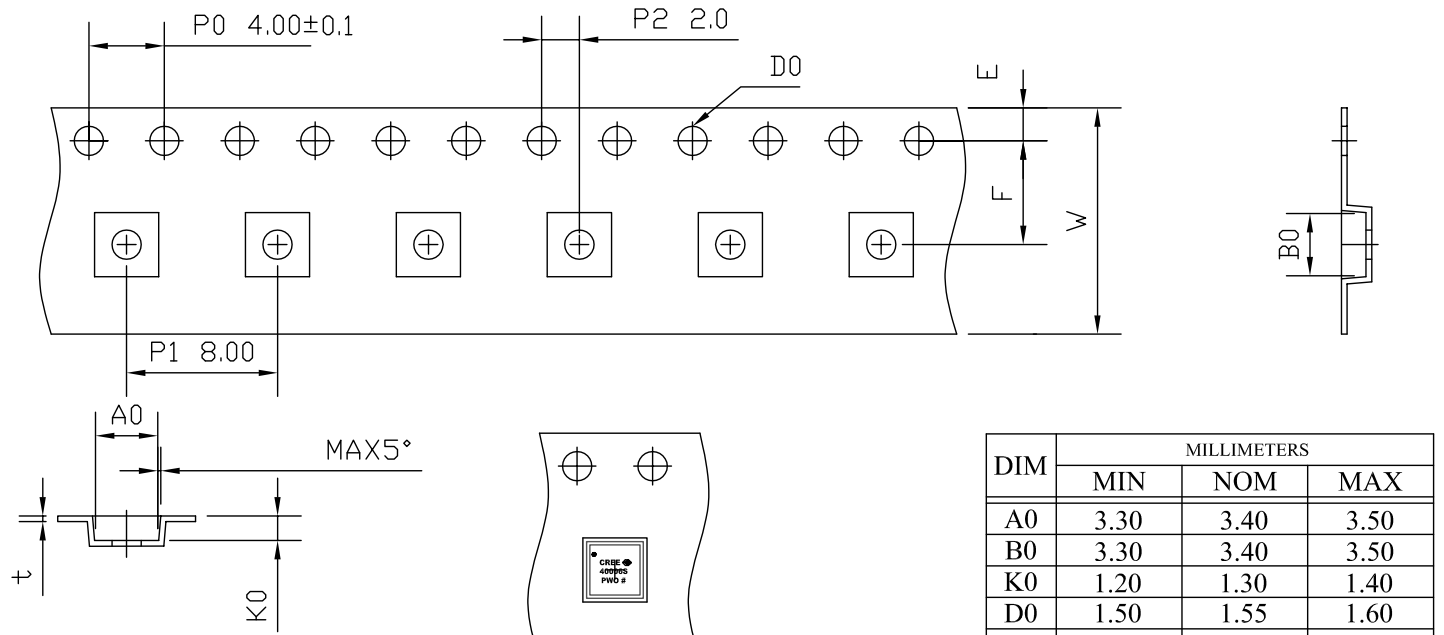 P0 4.00±0.1
P2 2.0
D0
E
F
W
B0
P1 8.00
A0
MAX5°
t
K0
CREE
40006S
PWO #
DIM MILLIMETERS
MIN NOM MAX
A0 3.30 3.40 3.50
B0 3.30 3.40 3.50
K0 1.20 1.30 1.40
D0 1.50 1.55 1.60